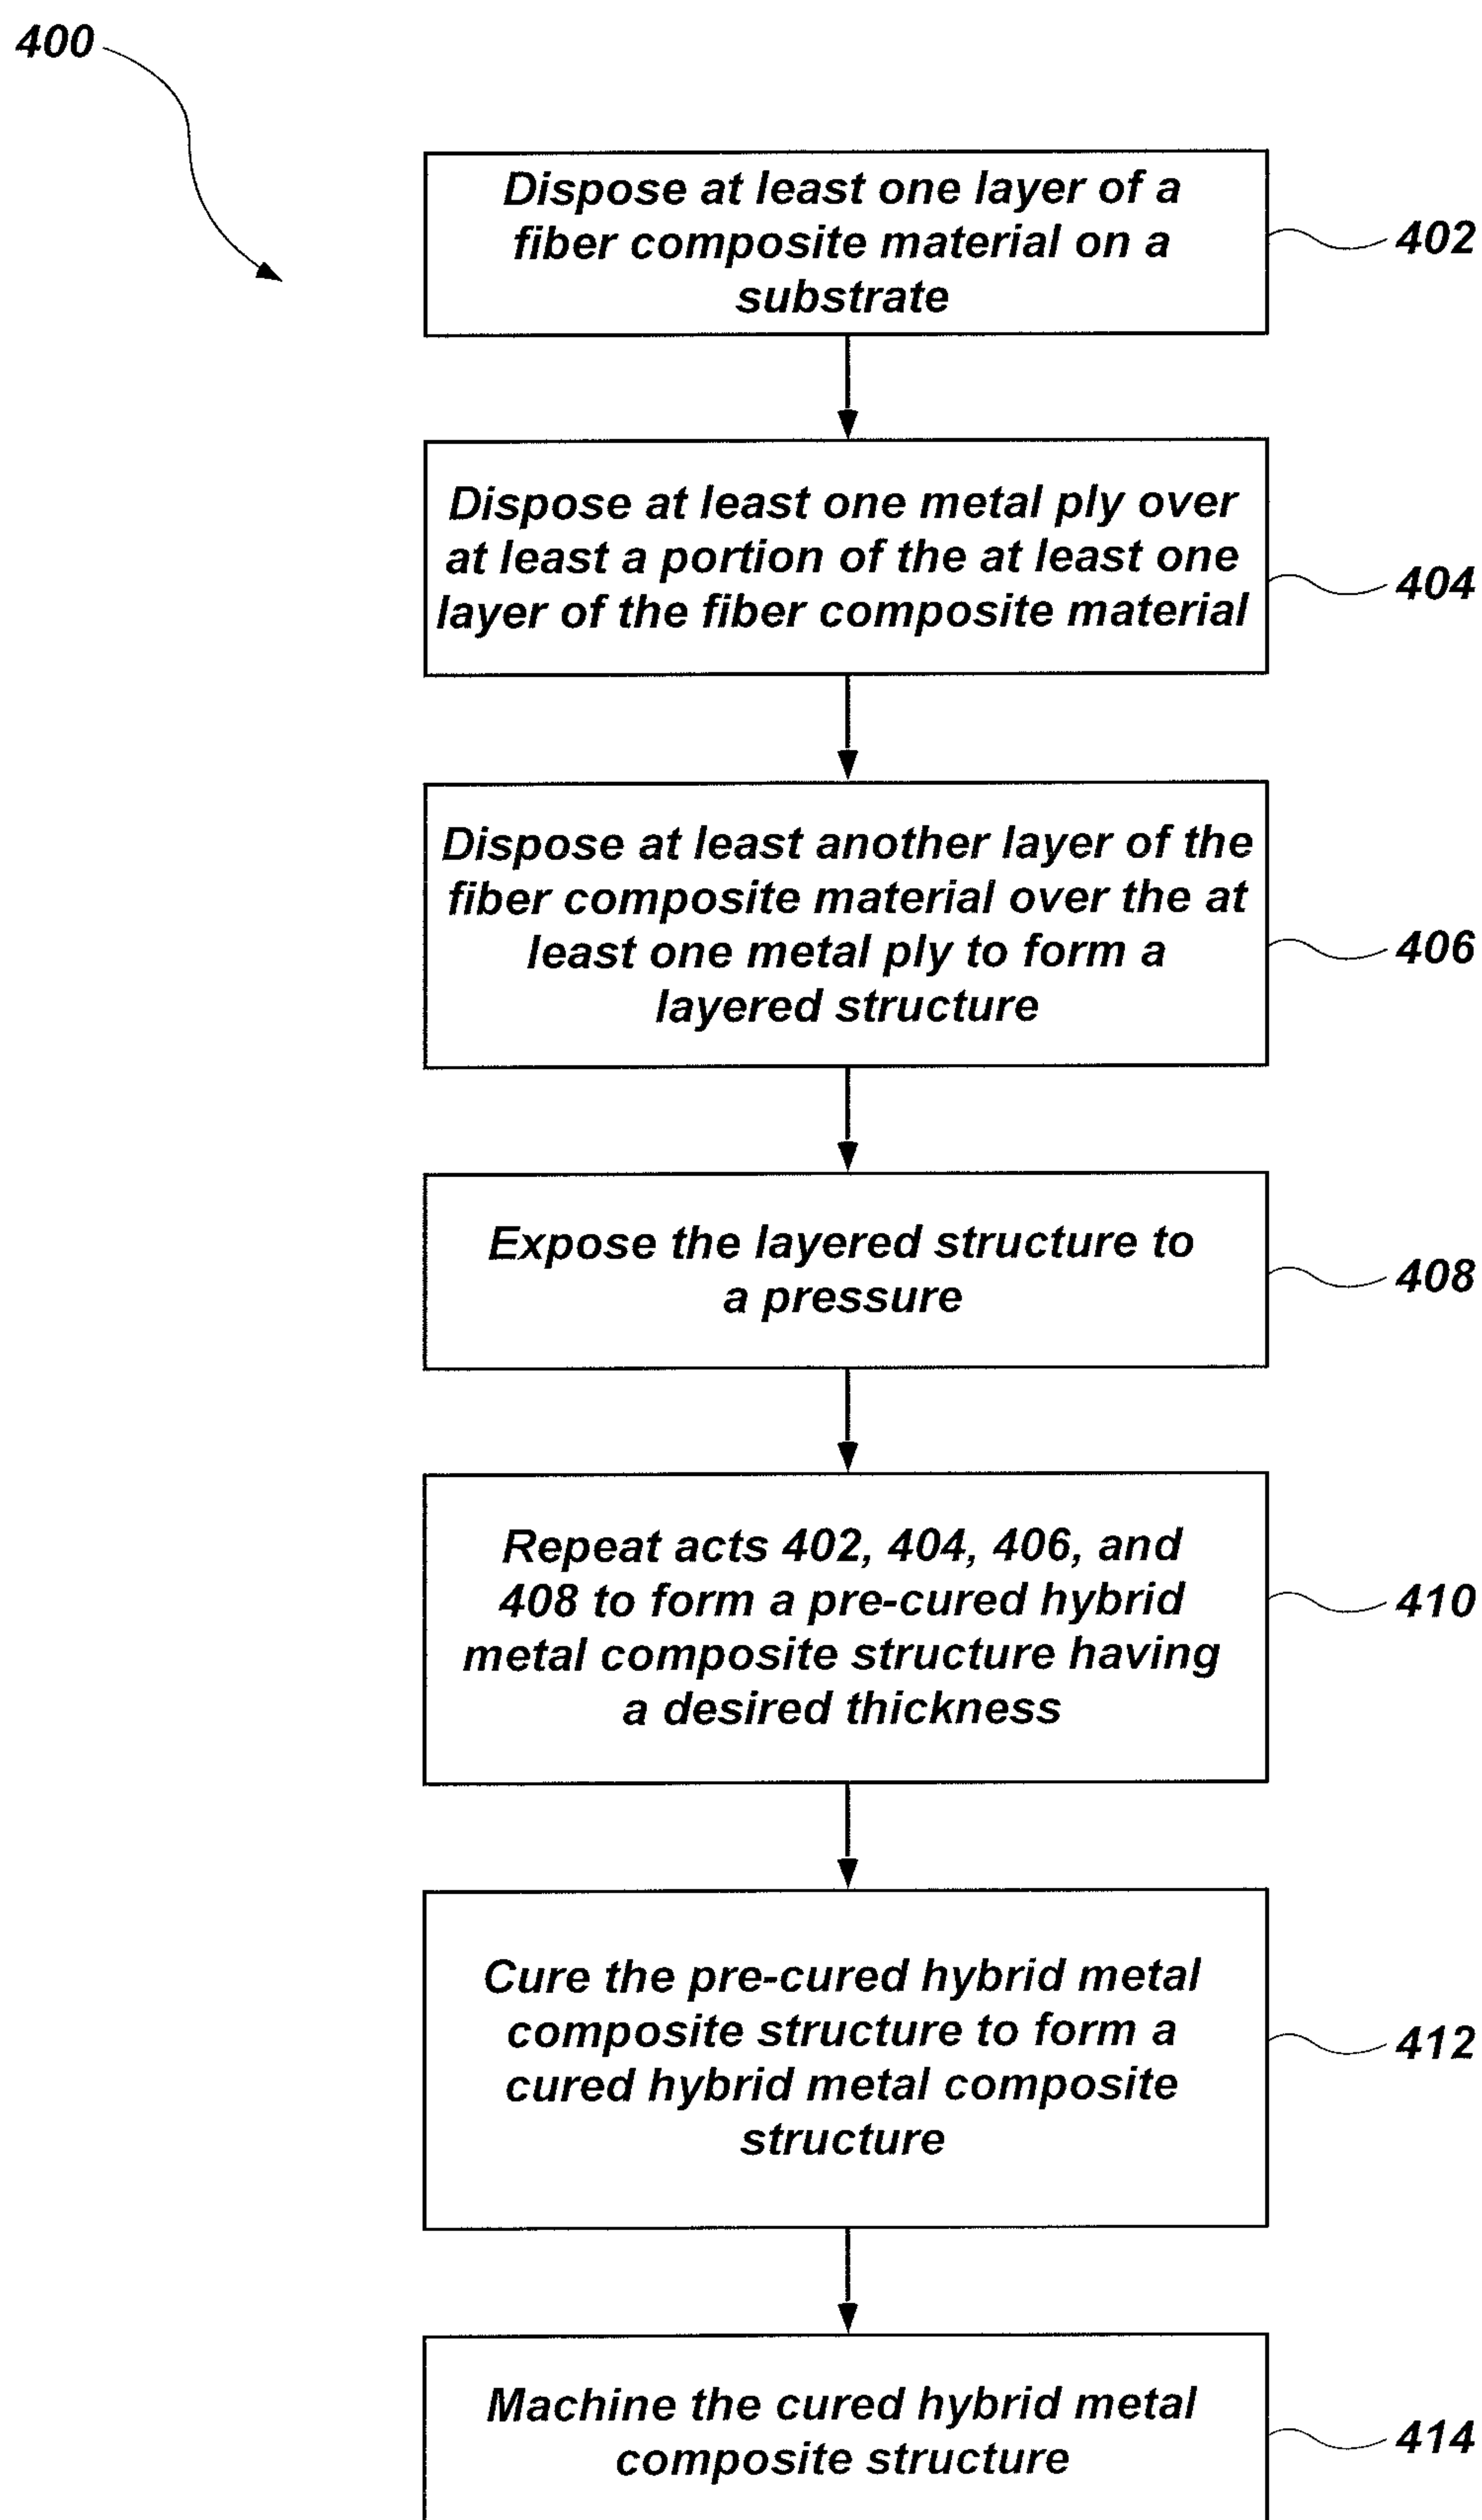 400
Dispose at least one layer of a
fiber composite material on a
substrate
402
Dispose at least one metal ply over
at least a portion of the at least one
layer of the fiber composite material
404
Dispose at least another layer of the
fiber composite material over the at
least one metal ply to form a
layered structure
406
Expose the layered structure to
a pressure
408
Repeat acts 402, 404, 406, and
408 to form a pre-cured hybrid
metal composite structure having
a desired thickness
410
Cure the pre-cured hybrid metal
composite structure to form a
cured hybrid metal composite
structure
412
Machine the cured hybrid metal
composite structure
414